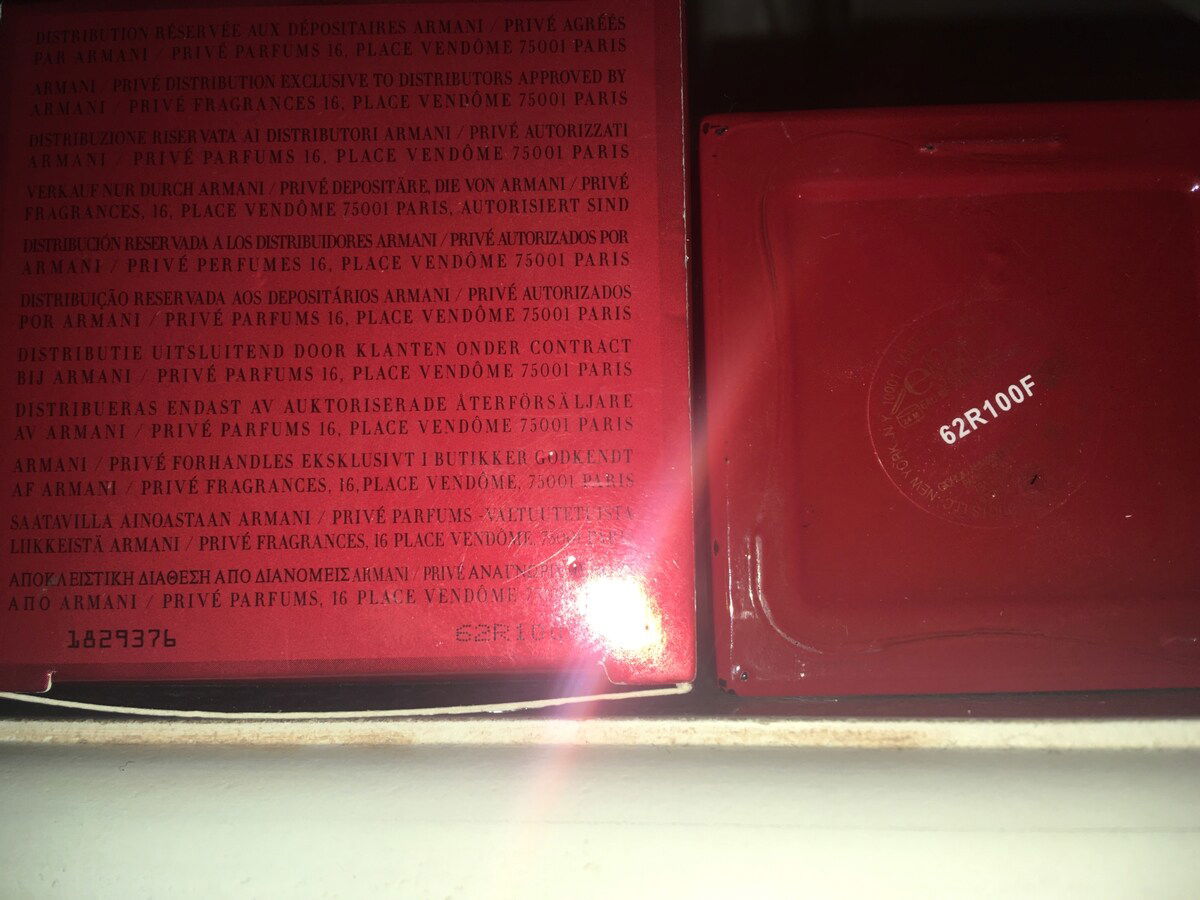 DISTRIBUTION RÉSERVÉE AUX DÉPOSITAIRES ARMANI / PRIVÉ AGRÉÉS
PAR ARMANI / PRIVÉ PARFUMS 16, PLACE VENDÔME 75001 PARIS
ARMANI / PRIVÉ DISTRIBUTION EXCLUSIVE TO DISTRIBUTORS APPROVED BY
ARMANI / PRIVÉ FRAGRANCES 16, PLACE VENDÔME 75001 PARIS
DISTRIBUZIONE RISERVATA AI DISTRIBUTORI ARMANI / PRIVÉ AUTORIZZATI
ARMANI / PRIVÉ PARFUMS 16, PLACE VENDÔME 75001 PARIS
VERKAUF NUR DURCH ARMANI / PRIVÉ DEPOSITÄRE, DIE VON ARMANI / PRIVÉ
FRAGRANCES, 16, PLACE VENDÔME 75001 PARIS, AUTORISIERT SIND
DISTRIBUCIÓN RESERVADA A LOS DISTRIBUIDORES ARMANI / PRIVÉ AUTORIZADOS POR
ARMANI / PRIVÉ PERFUMES 16, PLACE VENDÔME 75001 PARIS
DISTRIBUIÇÃO RESERVADA AOS DEPOSITÁRIOS ARMANI / PRIVÉ AUTORIZADOS
POR ARMANI / PRIVÉ PARFUMS 16, PLACE VENDÔME 75001 PARIS
DISTRIBUTIE UITSLUITEND DOOR KLANTEN ONDER CONTRACT
BIJ ARMANI / PRIVÉ PARFUMS 16, PLACE VENDÔME 75001 PARIS
DISTRIBUERAS ENDAST AV AUKTORISERADE ÅTERFÖRSÄLJARE
AV ARMANI / PRIVÉ PARFUMS 16, PLACE VENDÔME 75001 PARIS
ARMANI / PRIVÉ FORHANDLES EKSKLUSIVT I BUTIKKER GODKENDT
AF ARMANI / PRIVÉ FRAGRANCES, 16, PLACE VENDÔME, 75001 PARIS
SAATAVILLA AINOASTAAN ARMANI / PRIVÉ PARFUMS -VALTUUTETUISTA
LIIKKEISTÄ ARMANI / PRIVÉ FRAGRANCES, 16 PLACE VENDÔME, 75001 PARIS
ΑΠΟΚΛΕΙΣΤΙΚΗ ΔΙΑΘΕΣΗ ΑΠΟ ΔΙΑΝΟΜΕΙΣ ARMANI / PRIVÉ
ΑΠΟ ARMANI / PRIVÉ PARFUMS, 16 PLACE VENDÔME
1829376
NEW YORK, N.Y.
62R100F